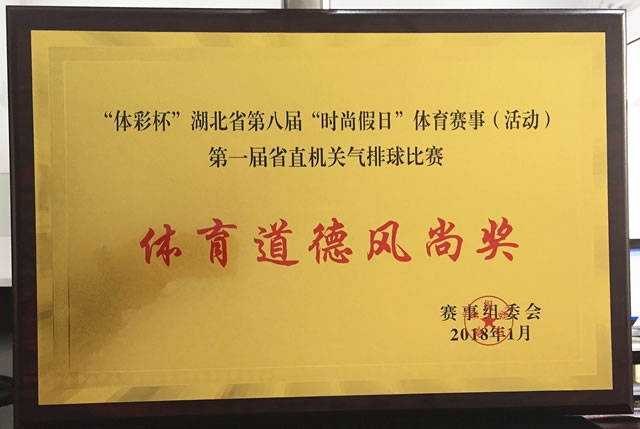 “体彩杯”湖北省第八届“时尚假日”体育赛事（活动）
第一届省直机关气排球比赛
体育道德风尚奖
赛事组委会
2018年1月